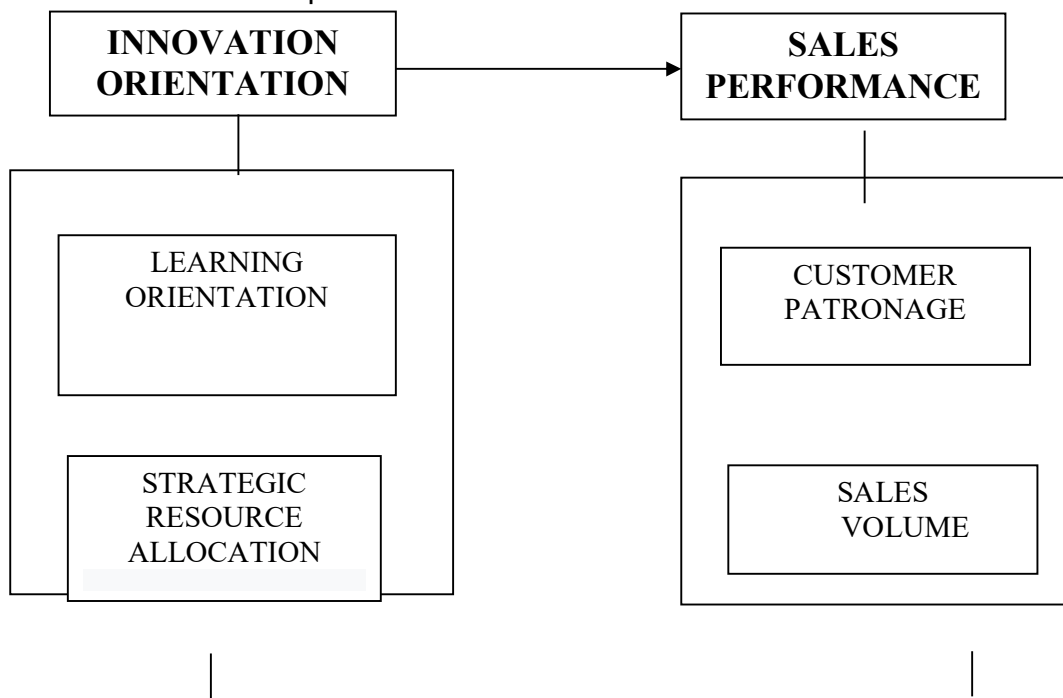 INNOVATION
ORIENTATION
SALES
PERFORMANCE
LEARNING
ORIENTATION
CUSTOMER
PATRONAGE
STRATEGIC
RESOURCE
ALLOCATION
SALES
VOLUME